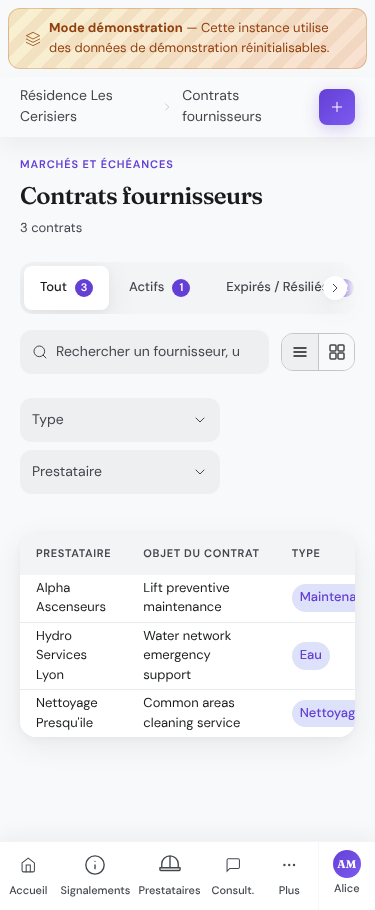 Mode démonstration — Cette instance utilise
des données de démonstration réinitialisables.
Résidence Les
Cerisiers
Contrats
fournisseurs
MARCHÉS ET ÉCHÉANCES
Contrats fournisseurs
3 contrats
Tout 3
Actifs 1
Expirés / Résiliés
Rechercher un fournisseur, u
Type
Prestataire
PRESTATAIRE OBJET DU CONTRAT TYPE
Alpha
Ascenseurs
Lift preventive
maintenance
Maintena
Hydro
Services
Lyon
Water network
emergency
support
Eau
Nettoyage
Presqu'île
Common areas
cleaning service
Nettoyag
Accueil
Signalements
Prestataires
Consult.
Plus
AM
Alice